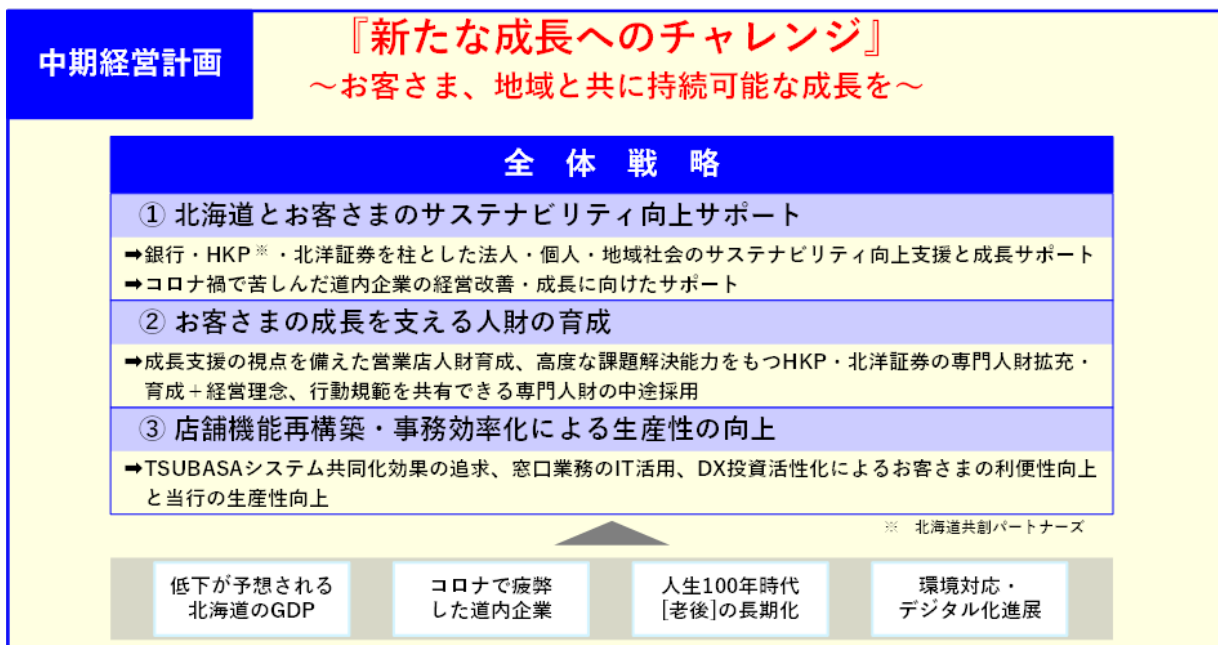 中期経営計画
『新たな成長へのチャレンジ』
～お客さま、地域と共に持続可能な成長を～
全体戦略
① 北海道とお客さまのサステナビリティ向上サポート
➡銀行・HKP※・北洋証券を柱とした法人・個人・地域社会のサステナビリティ向上支援と成長サポート
➡コロナ禍で苦しんだ道内企業の経営改善・成長に向けたサポート
② お客さまの成長を支える人財の育成
➡成長支援の視点を備えた営業店人財育成、高度な課題解決能力をもつHKP・北洋証券の専門人財拡充・
育成＋経営理念、行動規範を共有できる専門人財の中途採用
③ 店舗機能再構築・事務効率化による生産性の向上
➡TSUBASAシステム共同化効果の追求、窓口業務のIT活用、DX投資活性化によるお客さまの利便性向上
と当行の生産性向上
※ 北海道共創パートナーズ
低下が予想される
北海道のGDP
コロナで疲弊
した道内企業
人生100年時代
[老後]の長期化
環境対応・
デジタル化進展